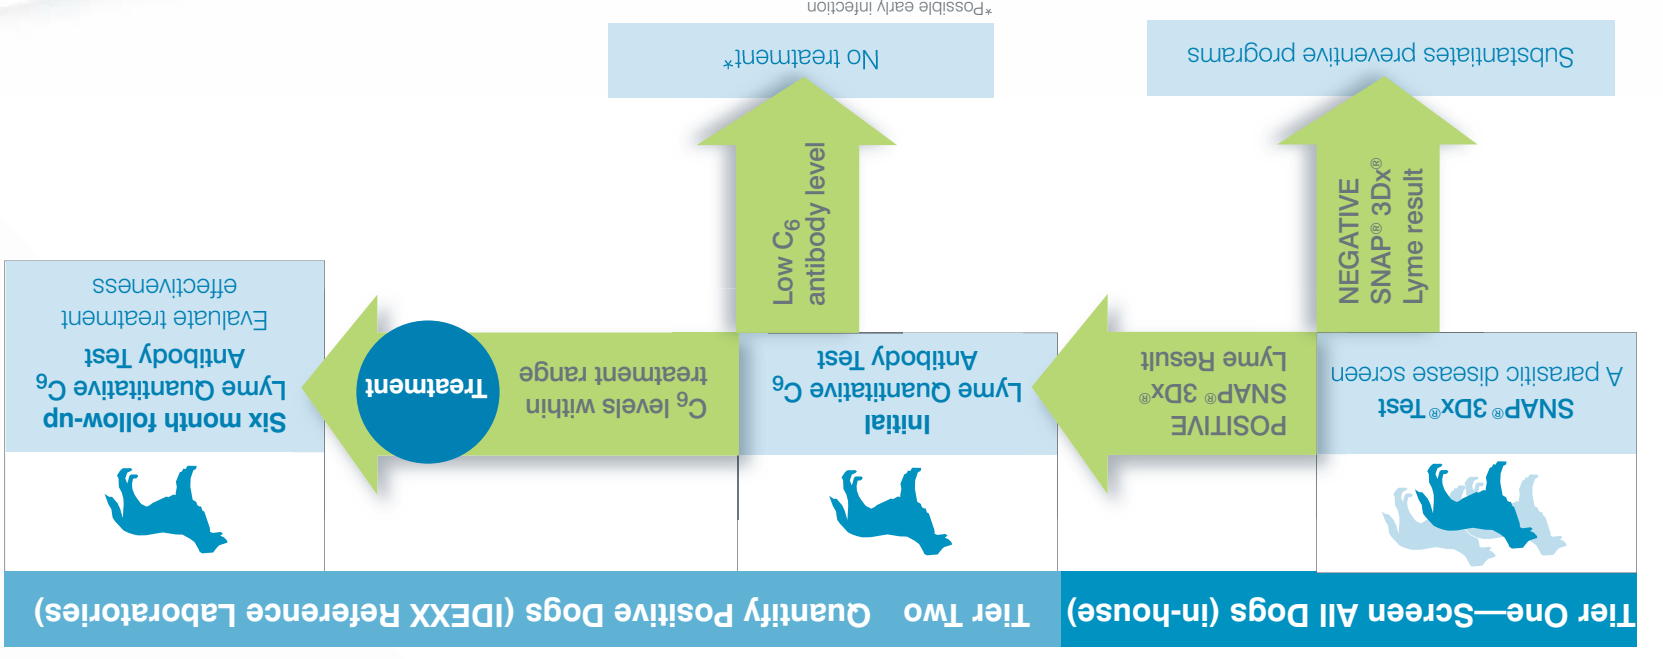 Tier One—Screen All Dogs (in-house)
Tier Two Quantify Positive Dogs (IDEXX Reference Laboratories)
SNAP® 3Dx® Test
A parasitic disease screen
POSITIVE
SNAP® 3Dx®
Lyme Result
Initial
Lyme Quantitative C₆
Antibody Test
C₆ levels within
treatment range
Treatment
Six month follow-up
Lyme Quantitative C₆
Antibody Test
Evaluate treatment
effectiveness
NEGATIVE
SNAP® 3Dx®
Lyme result
Low C₆
antibody level
Substantiates preventive programs
No treatment*
*Possible early infection